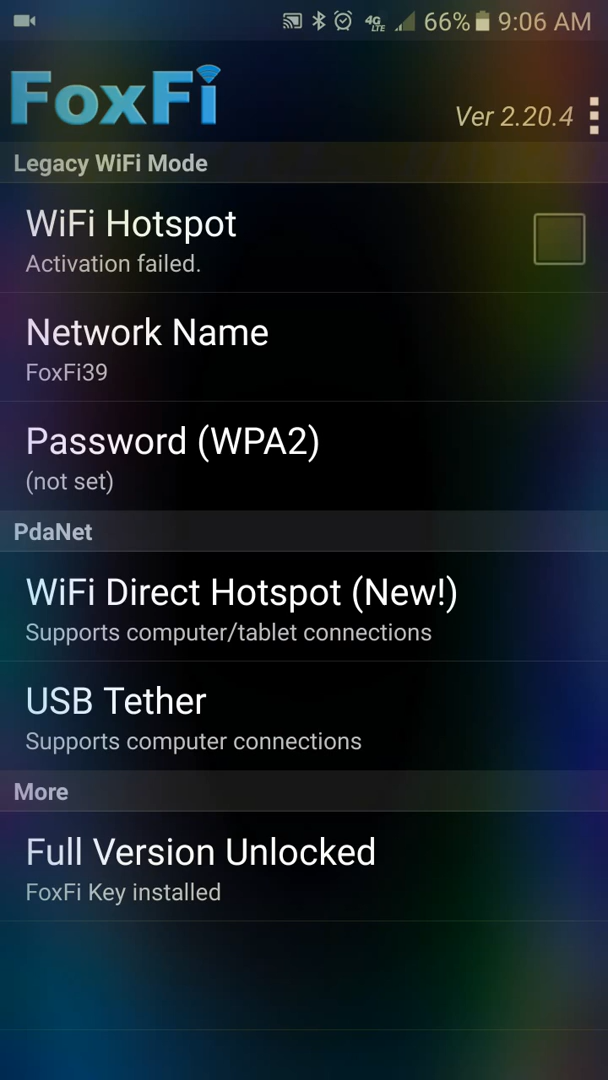 4G LTE 66% 9:06 AM
FoxFi
Ver 2.20.4
Legacy WiFi Mode
WiFi Hotspot
Activation failed.
Network Name
FoxFi39
Password (WPA2)
(not set)
PdaNet
WiFi Direct Hotspot (New!)
Supports computer/tablet connections
USB Tether
Supports computer connections
More
Full Version Unlocked
FoxFi Key installed